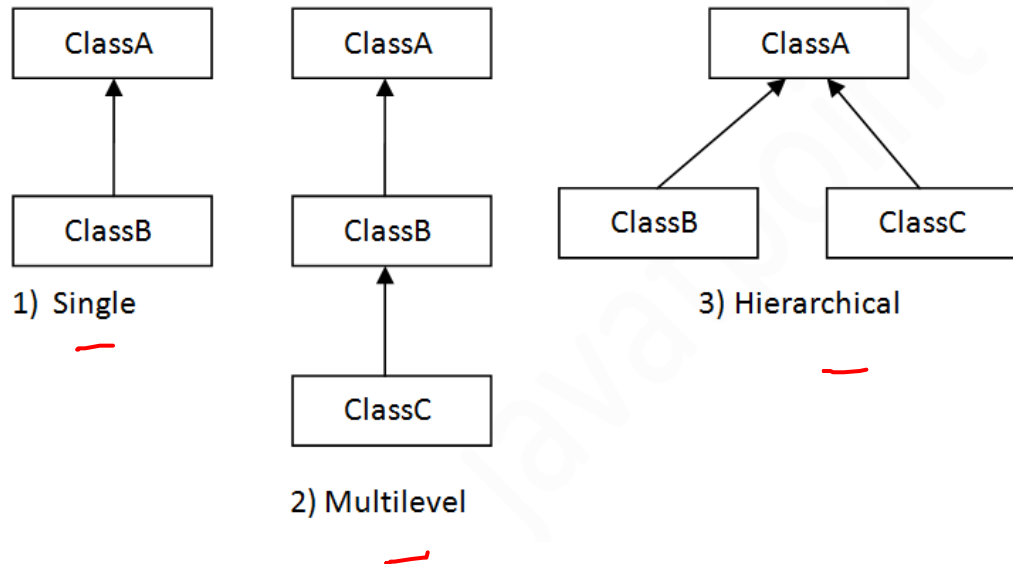 ClassA
ClassB
1) Single
ClassA
ClassB
ClassC
2) Multilevel
ClassA
ClassB
ClassC
3) Hierarchical